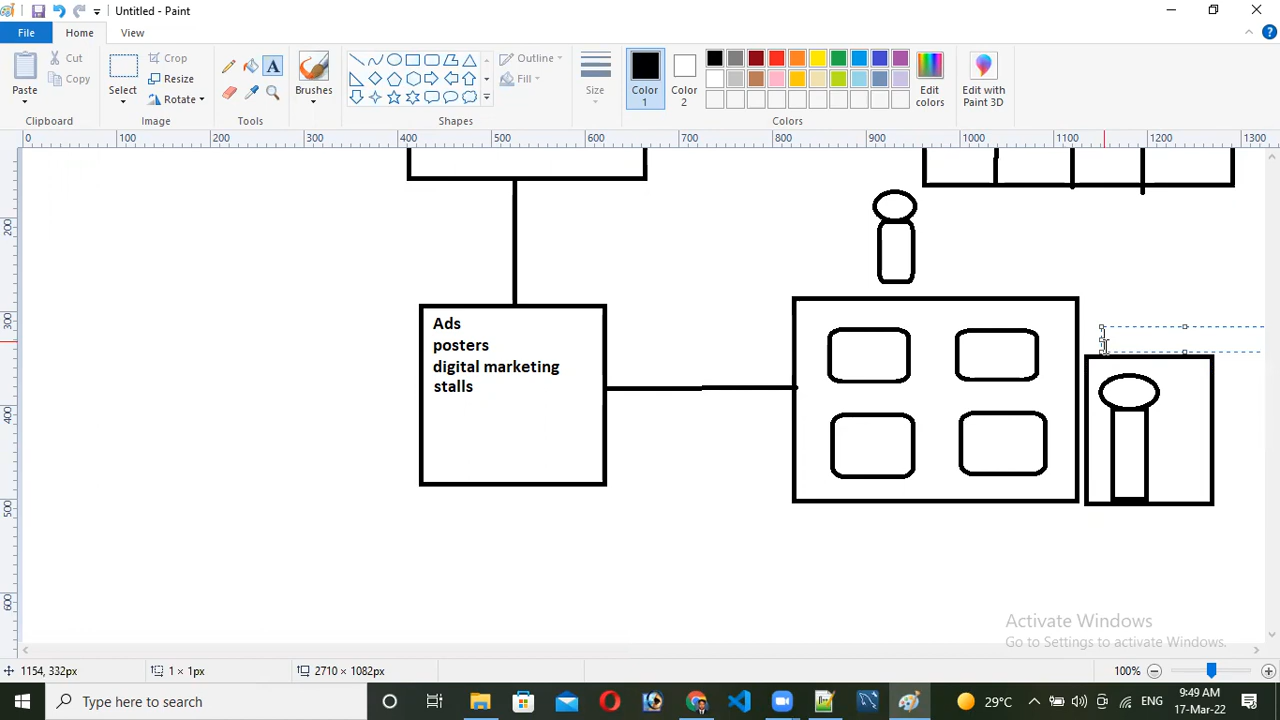 Untitled - Paint
File
Home
View
Paste
Cut
Copy
Clipboard
Select
Crop
Resize
Rotate
Image
A
Tools
Brushes
Outline
Fill
Shapes
Size
Color 1
Color 2
Edit colors
Colors
Edit with Paint 3D
0 100 200 300 400 500 600 700 800 900 1000 1100 1200 1300
200
300
400
500
600
Ads
posters
digital marketing
stalls
Activate Windows
Go to Settings to activate Windows.
1154, 332px
1 × 1px
2710 × 1082px
100%
Type here to search
29°C
ENG
9:49 AM
17-Mar-22